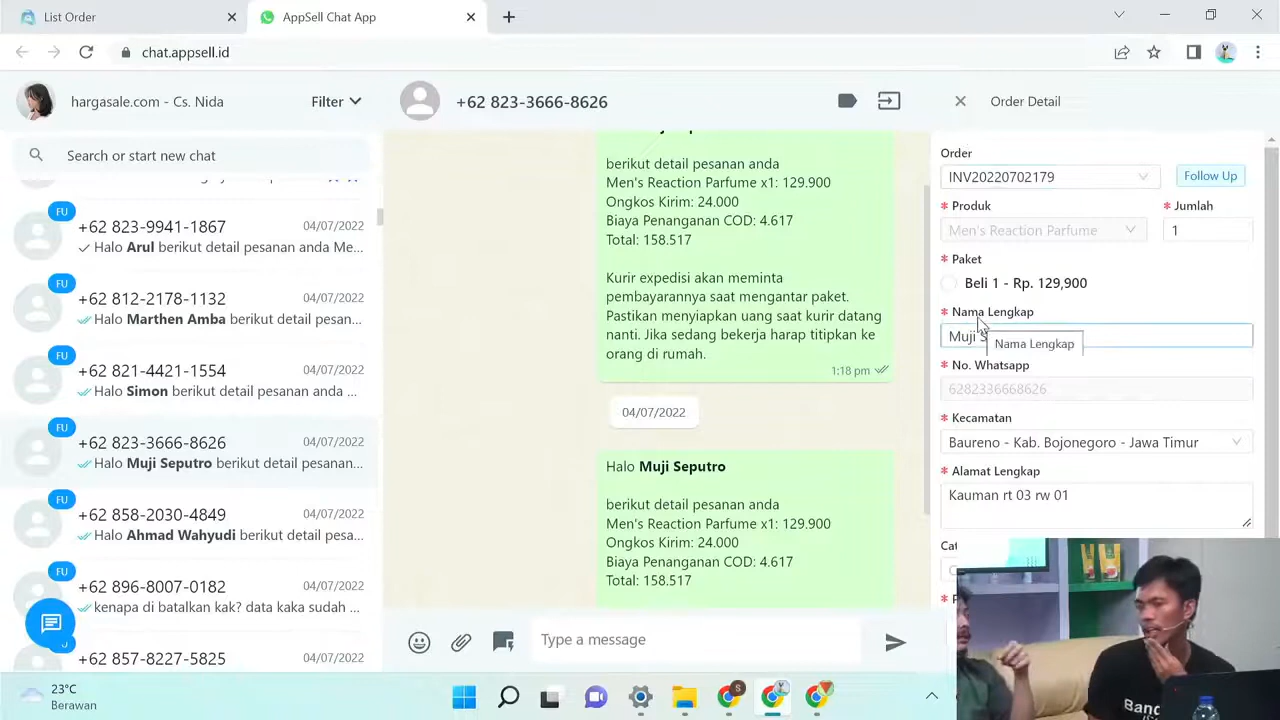 List Order
AppSell Chat App
chat.appsell.id
hargasale.com - Cs. Nida
Filter
Search or start new chat
FU
+62 823-9941-1867
04/07/2022
Halo Arul berikut detail pesanan anda Me...
FU
+62 812-2178-1132
04/07/2022
Halo Marthen Amba berikut detail pesan...
FU
+62 821-4421-1554
04/07/2022
Halo Simon berikut detail pesanan anda ...
FU
+62 823-3666-8626
04/07/2022
Halo Muji Seputro berikut detail pesanan...
FU
+62 858-2030-4849
04/07/2022
Halo Ahmad Wahyudi berikut detail pesa...
FU
+62 896-8007-0182
04/07/2022
kenapa di batalkan kak? data kaka sudah ...
+62 857-8227-5825
04/07/2022
+62 823-3666-8626
berikut detail pesanan anda
Men's Reaction Parfume x1: 129.900
Ongkos Kirim: 24.000
Biaya Penanganan COD: 4.617
Total: 158.517
Kurir expedisi akan meminta
pembayarannya saat mengantar paket.
Pastikan menyiapkan uang saat kurir datang
nanti. Jika sedang bekerja harap titipkan ke
orang di rumah.
1:18 pm
04/07/2022
Halo Muji Seputro
berikut detail pesanan anda
Men's Reaction Parfume x1: 129.900
Ongkos Kirim: 24.000
Biaya Penanganan COD: 4.617
Total: 158.517
Type a message
Order Detail
Order
INV20220702179
Follow Up
* Produk
* Jumlah
Men's Reaction Parfume
1
* Paket
Beli 1 - Rp. 129,900
* Nama Lengkap
Muji S
Nama Lengkap
* No. Whatsapp
6282336668626
* Kecamatan
Baureno - Kab. Bojonegoro - Jawa Timur
* Alamat Lengkap
Kauman rt 03 rw 01
Cat
23°C
Berawan